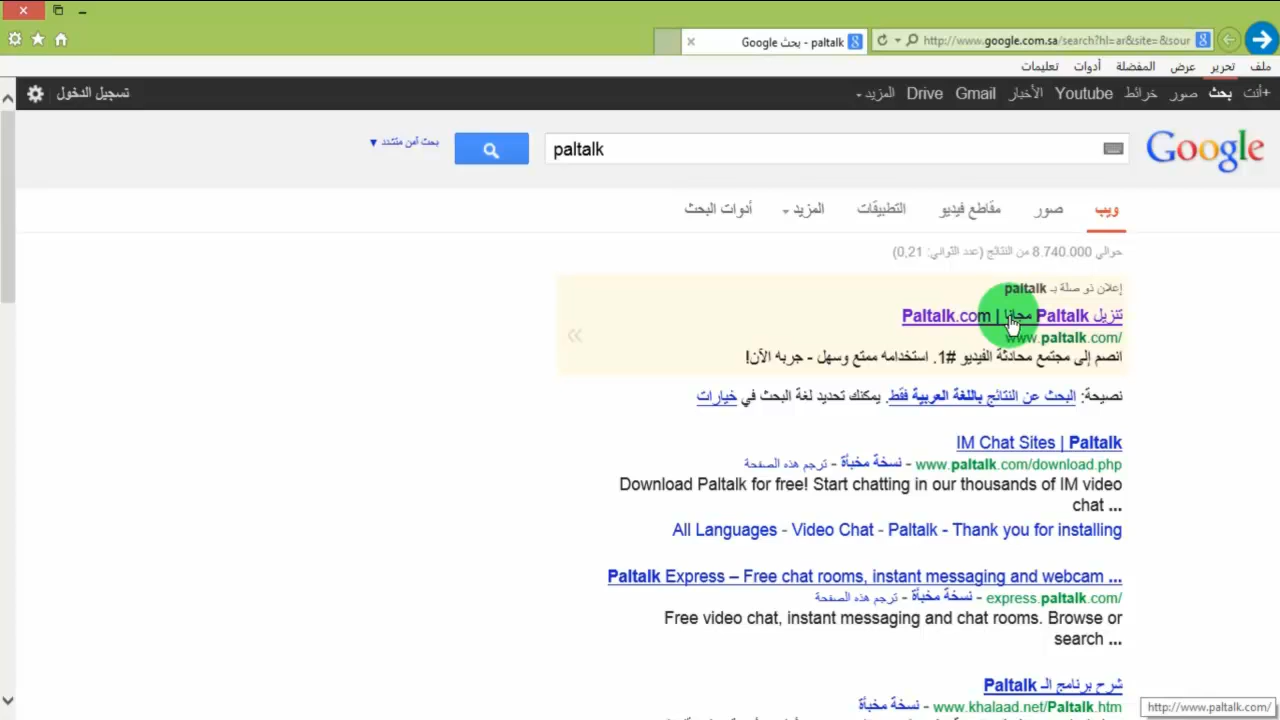 paltalk - بحث Google
http://www.google.com.sa/search?hl=ar&site=&sour
ملف تحرير عرض المفضلة أدوات تعليمات
+أنت بحث صور خرائط Youtube الأخبار Gmail Drive المزيد
تسجيل الدخول
Google
paltalk
بحث آمن متشدد
ويب صور مقاطع فيديو التطبيقات المزيد أدوات البحث
حوالي 8.740.000 من النتائج (عدد الثواني: 0,21)
إعلان ذو صلة بـ paltalk
تنزيل Paltalk مجانا | Paltalk.com
www.paltalk.com/
انضم إلى مجتمع محادثة الفيديو #1. استخدامه ممتع وسهل - جربه الآن!
نصيحة: البحث عن النتائج باللغة العربية فقط. يمكنك تحديد لغة البحث في خيارات
IM Chat Sites | Paltalk
www.paltalk.com/download.php - نسخة مخبأة - ترجم هذه الصفحة
Download Paltalk for free! Start chatting in our thousands of IM video
chat ...
All Languages - Video Chat - Paltalk - Thank you for installing
Paltalk Express – Free chat rooms, instant messaging and webcam ...
express.paltalk.com/ - نسخة مخبأة - ترجم هذه الصفحة
Free video chat, instant messaging and chat rooms. Browse or
search ...
شرح برنامج الـ Paltalk
www.khalaad.net/Paltalk.htm - نسخة مخبأة
http://www.paltalk.com/